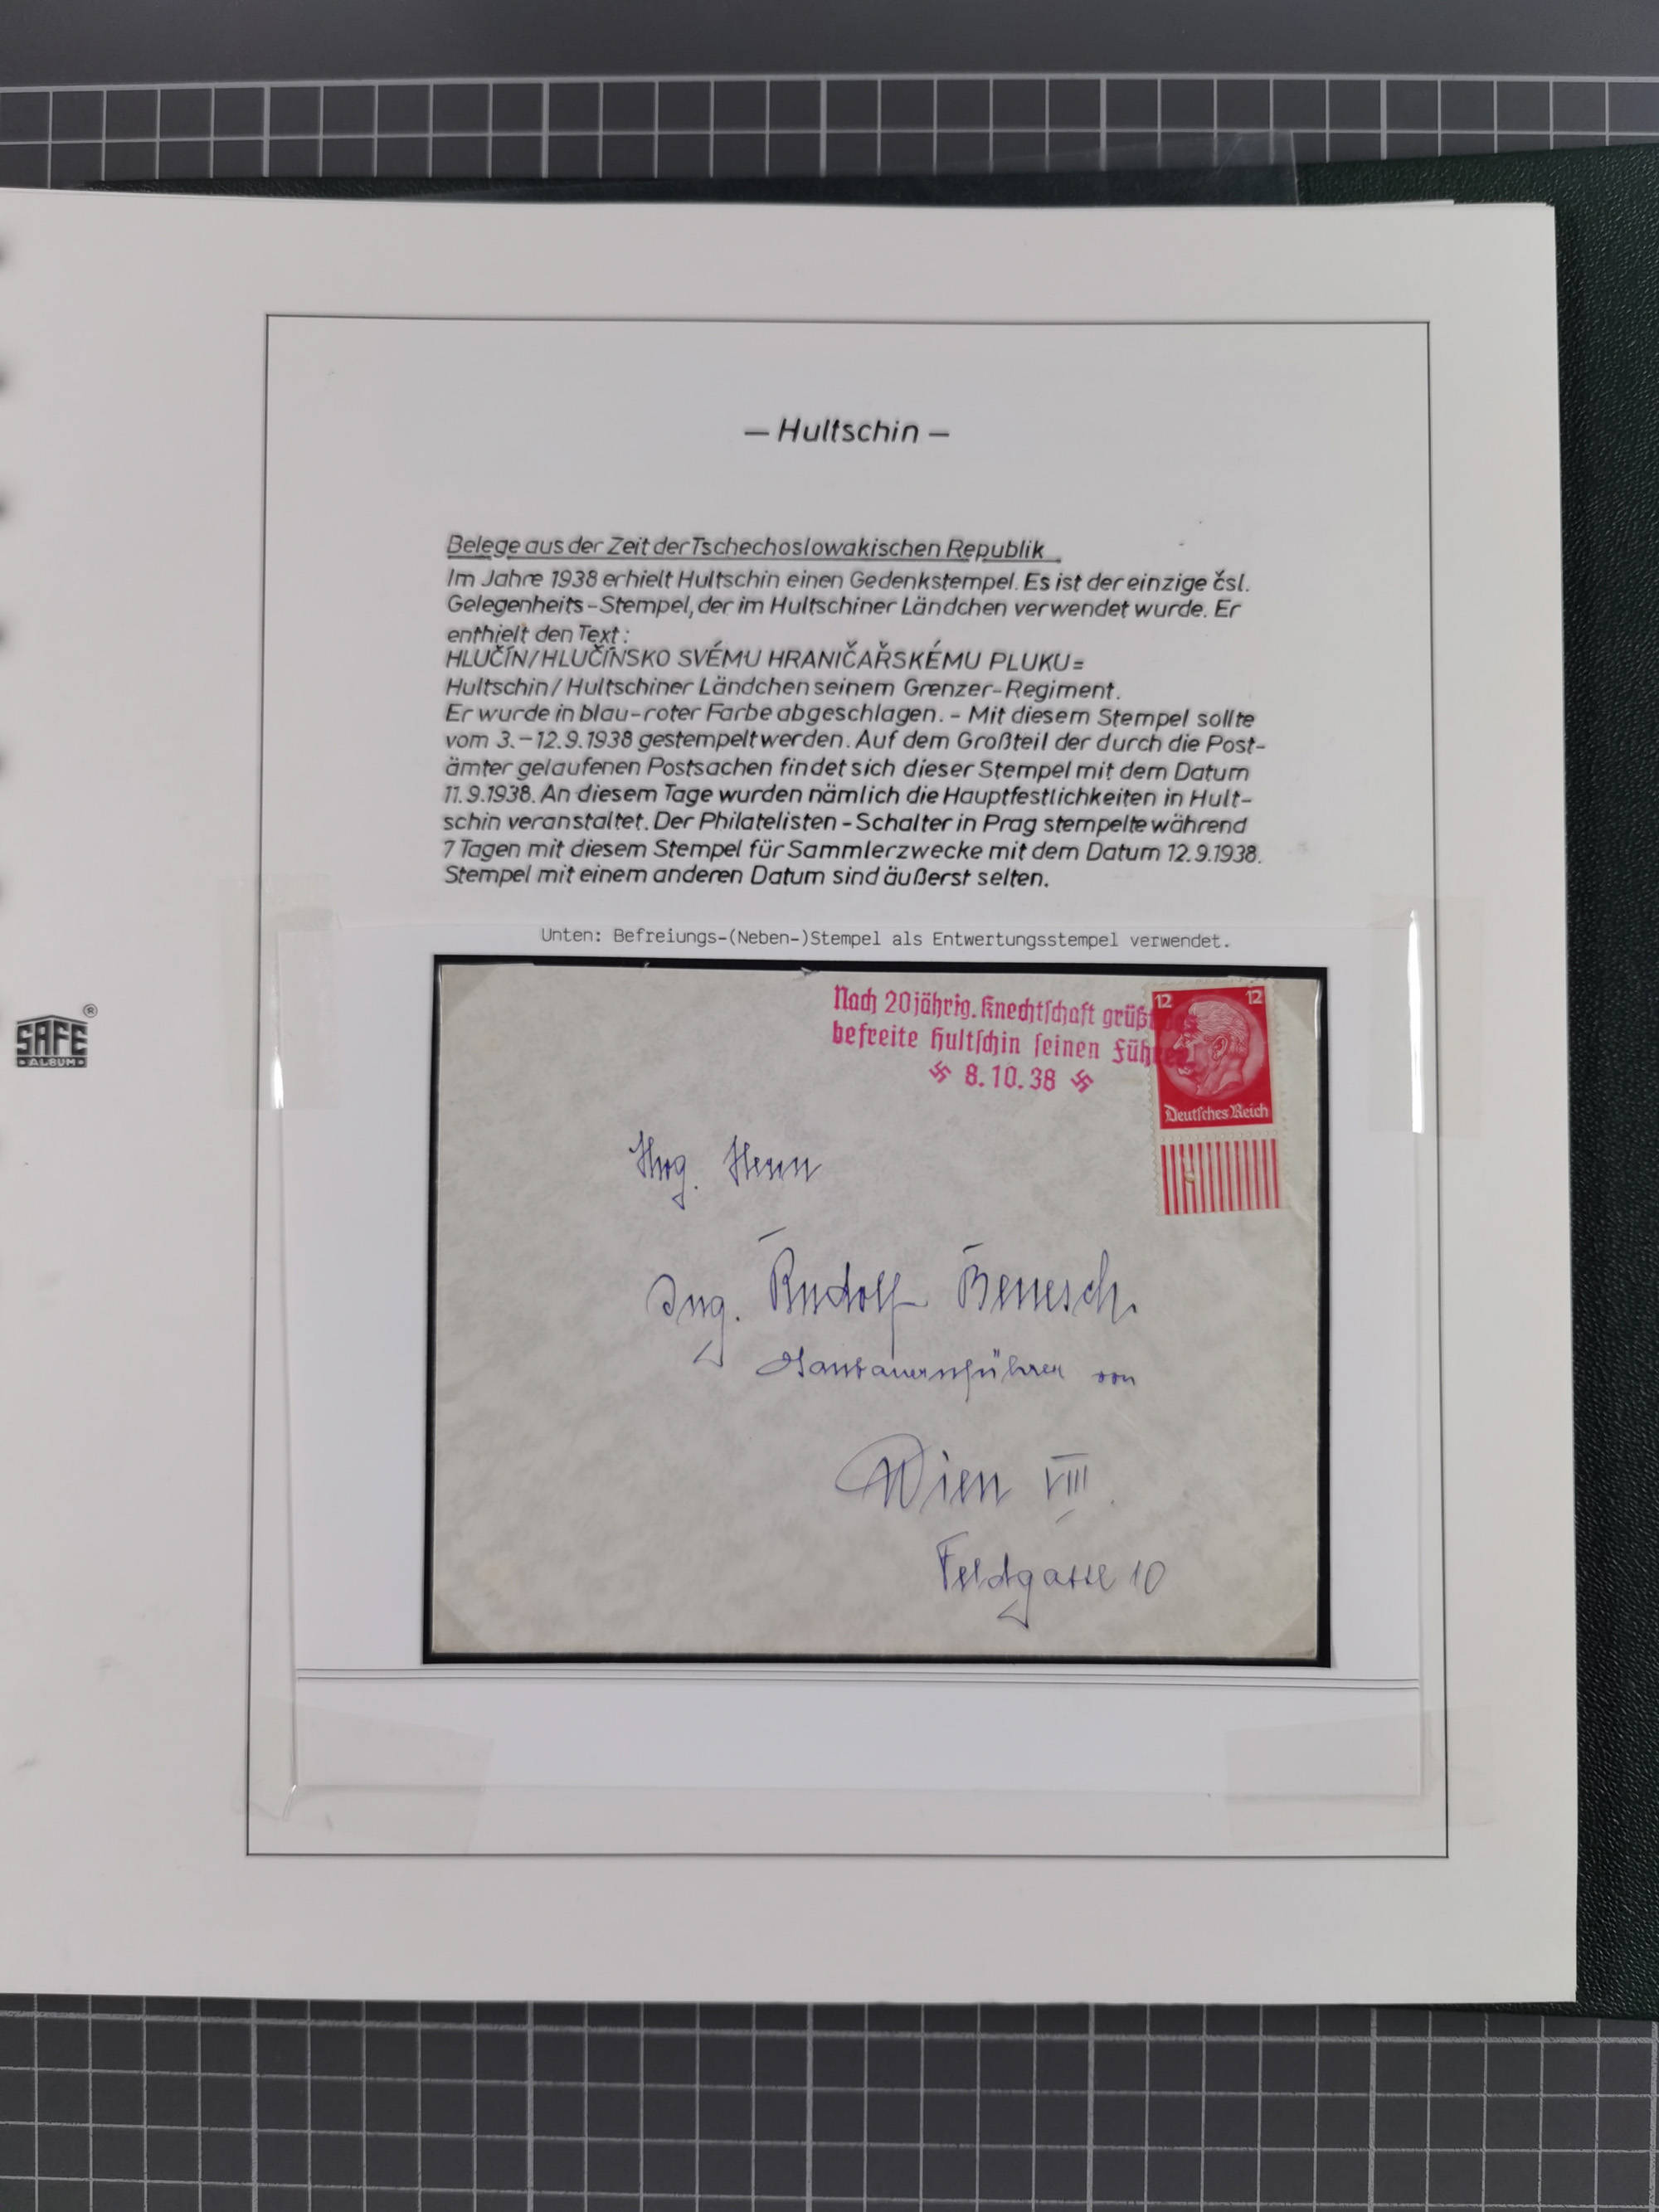 — Hultschin —
Belege aus der Zeit der Tschechoslowakischen Republik
Im Jahre 1938 erhielt Hultschin einen Gedenkstempel. Es ist der einzige čsl.
Gelegenheits-Stempel, der im Hultschiner Ländchen verwendet wurde. Er
enthielt den Text:
HLUČÍN/HLUČÍNSKO SVÉMU HRANIČAŘSKÉMU PLUKU=
Hultschin/Hultschiner Ländchen seinem Grenzer-Regiment.
Er wurde in blau-roter Farbe abgeschlagen. - Mit diesem Stempel sollte
vom 3.-12.9.1938 gestempelt werden. Auf dem Großteil der durch die Post-
ämter gelaufenen Postsachen findet sich dieser Stempel mit dem Datum
11.9.1938. An diesem Tage wurden nämlich die Hauptfestlichkeiten in Hult-
schin veranstaltet. Der Philatelisten-Schalter in Prag stempelte während
7 Tagen mit diesem Stempel für Sammlerzwecke mit dem Datum 12.9.1938.
Stempel mit einem anderen Datum sind äußerst selten.
Unten: Befreiungs-(Neben-)Stempel als Entwertungsstempel verwendet.
SAFE ®
ALBUM
Nach 20jährig. Knechtschaft grüßt
befreite Hultschin seinen Führer
卐 8.10.38 卐
12 12
Deutsches Reich
Herrn
Ing. Rudolf Benesch.
von
Wien VIII.
Feldgasse 10